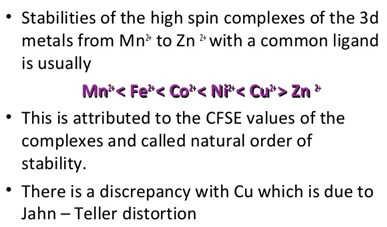 • Stabilities of the high spin complexes of the 3d
metals from Mn²⁺ to Zn ²⁺ with a common ligand
is usually
Mn²⁺< Fe²⁺< Co²⁺< Ni²⁺< Cu²⁺> Zn ²⁺
• This is attributed to the CFSE values of the
complexes and called natural order of
stability.
• There is a discrepancy with Cu which is due to
Jahn – Teller distortion